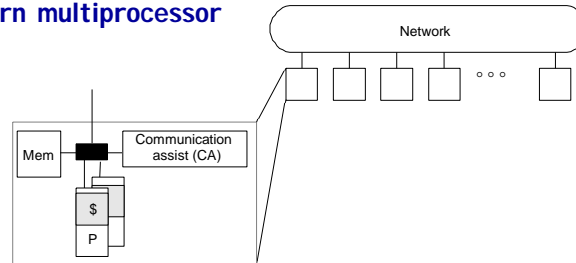 rn multiprocessor
Network
° ° °
Mem
Communication
assist (CA)
$
P